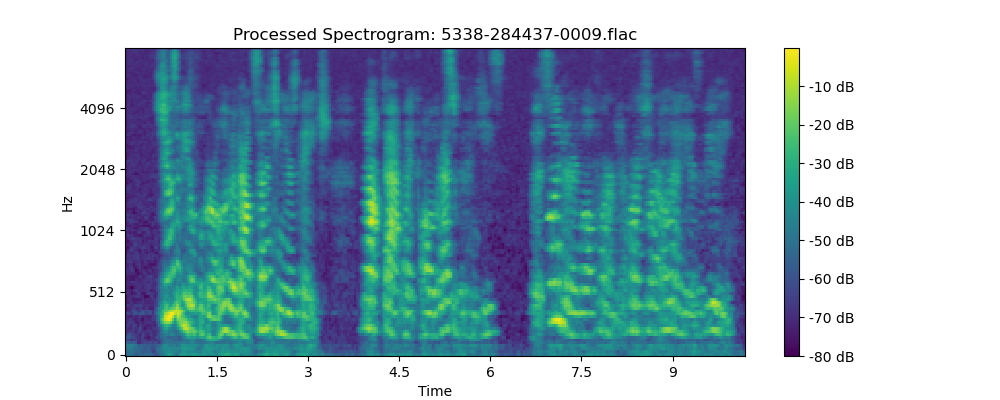 Processed Spectrogram: 5338-284437-0009.flac
Hz
4096
2048
1024
512
0
0 1.5 3 4.5 6 7.5 9
Time
-10 dB
-20 dB
-30 dB
-40 dB
-50 dB
-60 dB
-70 dB
-80 dB